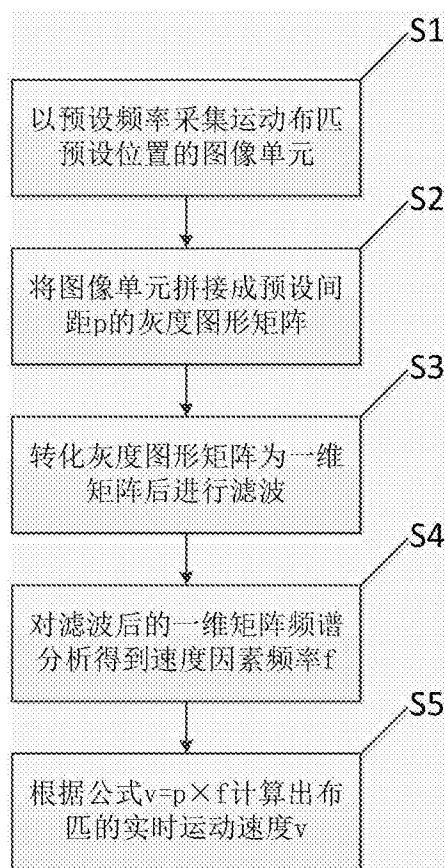 S1
以预设频率采集运动布匹
预设位置的图像单元
S2
将图像单元拼接成预设间
距p的灰度图形矩阵
S3
转化灰度图形矩阵为一维
矩阵后进行滤波
S4
对滤波后的一维矩阵频谱
分析得到速度因素频率f
S5
根据公式v=p×f计算出布
匹的实时运动速度v